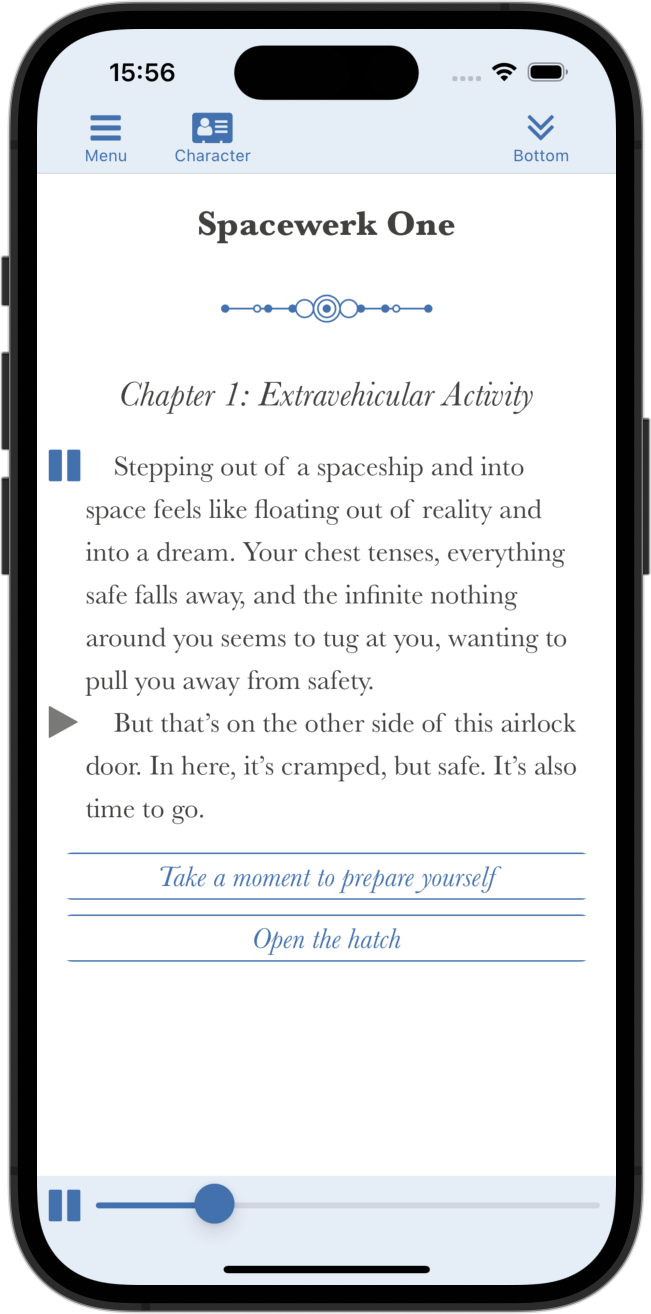 15:56
Menu
Character
Bottom
Spacewerk One
Chapter 1: Extravehicular Activity
Stepping out of a spaceship and into
space feels like floating out of reality and
into a dream. Your chest tenses, everything
safe falls away, and the infinite nothing
around you seems to tug at you, wanting to
pull you away from safety.
But that’s on the other side of this airlock
door. In here, it’s cramped, but safe. It’s also
time to go.
Take a moment to prepare yourself
Open the hatch